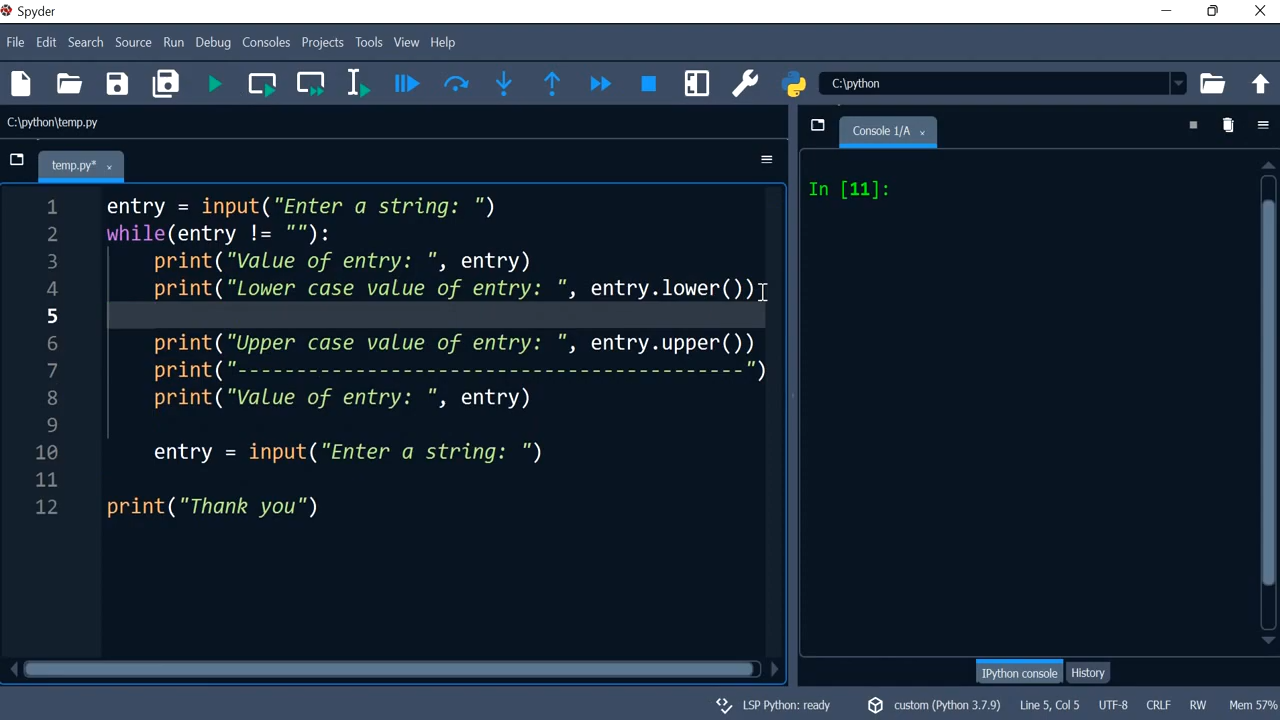 Spyder
File Edit Search Source Run Debug Consoles Projects Tools View Help
C:\python
C:\python\temp.py
temp.py*
Console 1/A
1 entry = input("Enter a string: ")
2 while(entry != ""):
3 print("Value of entry: ", entry)
4 print("Lower case value of entry: ", entry.lower())
5
6 print("Upper case value of entry: ", entry.upper())
7 print("-------------------------------------------")
8 print("Value of entry: ", entry)
9
10 entry = input("Enter a string: ")
11
12 print("Thank you")
In [11]:
IPython console History
LSP Python: ready custom (Python 3.7.9) Line 5, Col 5 UTF-8 CRLF RW Mem 57%